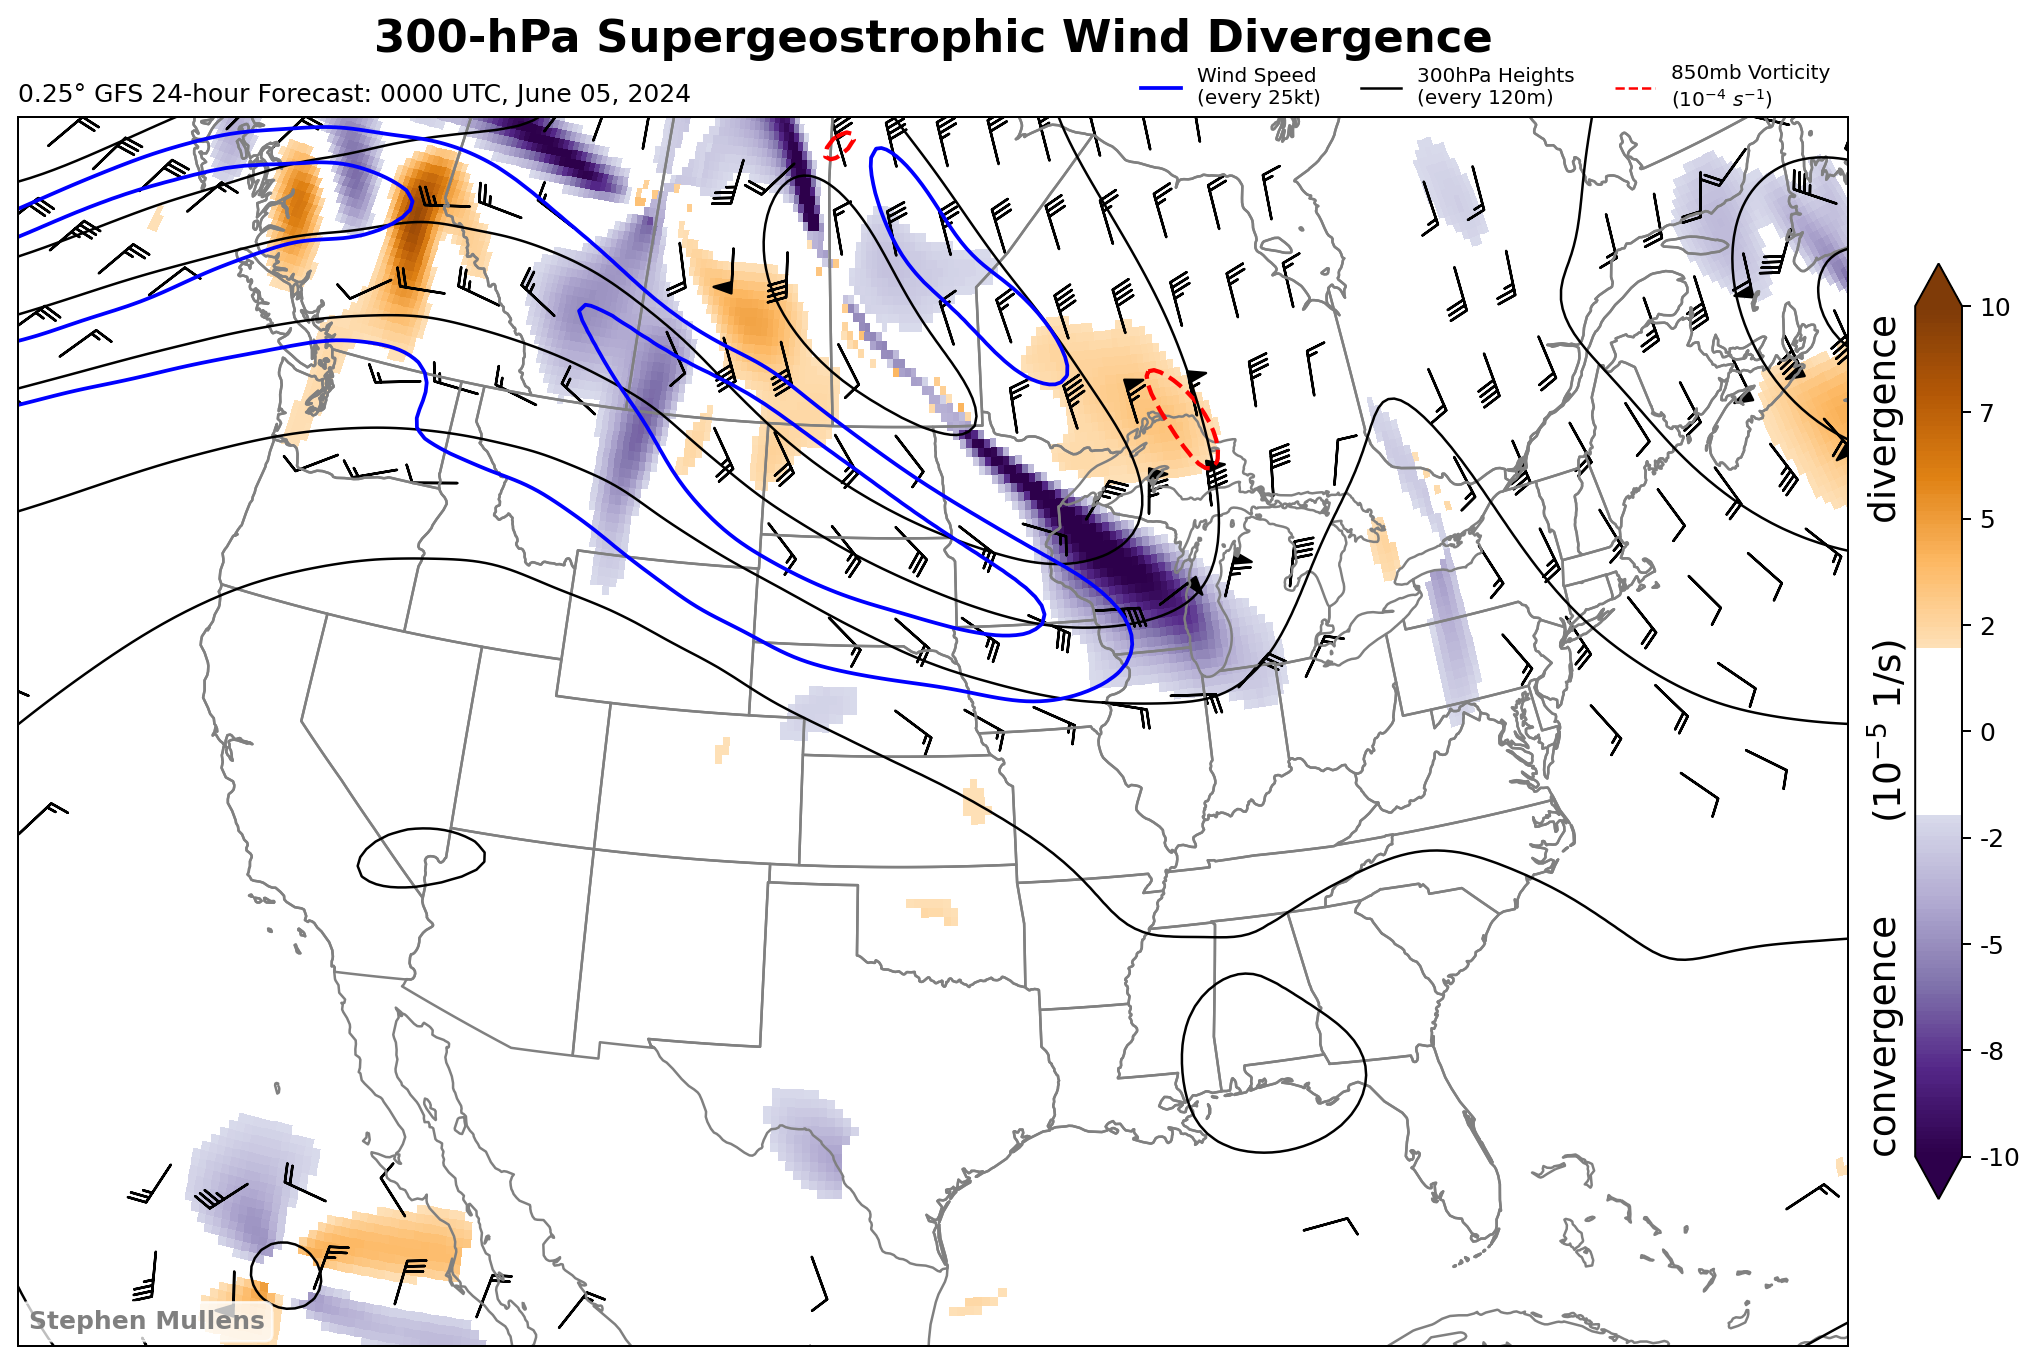 300-hPa Supergeostrophic Wind Divergence
0.25° GFS 24-hour Forecast: 0000 UTC, June 05, 2024
Wind Speed
(every 25kt)
300hPa Heights
(every 120m)
850mb Vorticity
(10⁻⁴ s⁻¹)
10
7
5
2
0
-2
-5
-8
-10
convergence (10⁻⁵ 1/s) divergence
Stephen Mullens